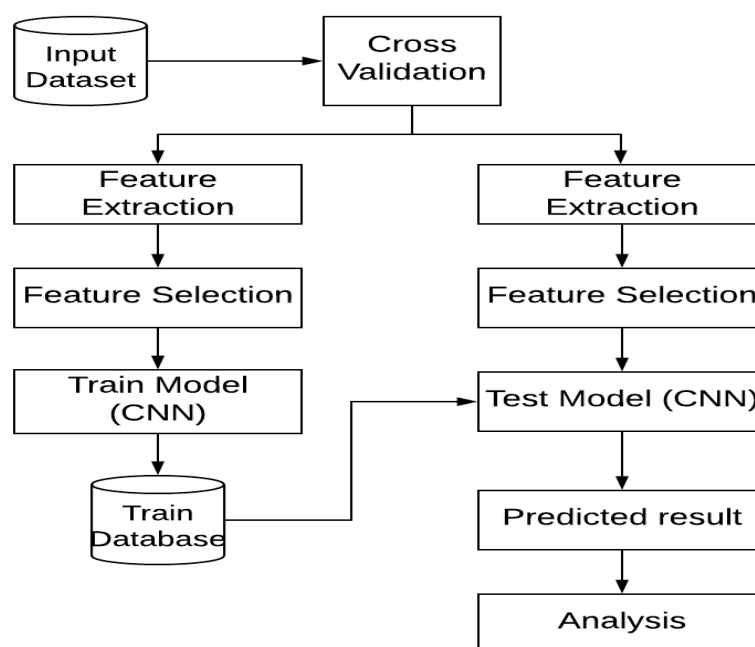 Input
Dataset
Cross
Validation
Feature
Extraction
Feature
Extraction
Feature Selection
Feature Selection
Train Model
(CNN)
Test Model (CNN)
Train
Database
Predicted result
Analysis